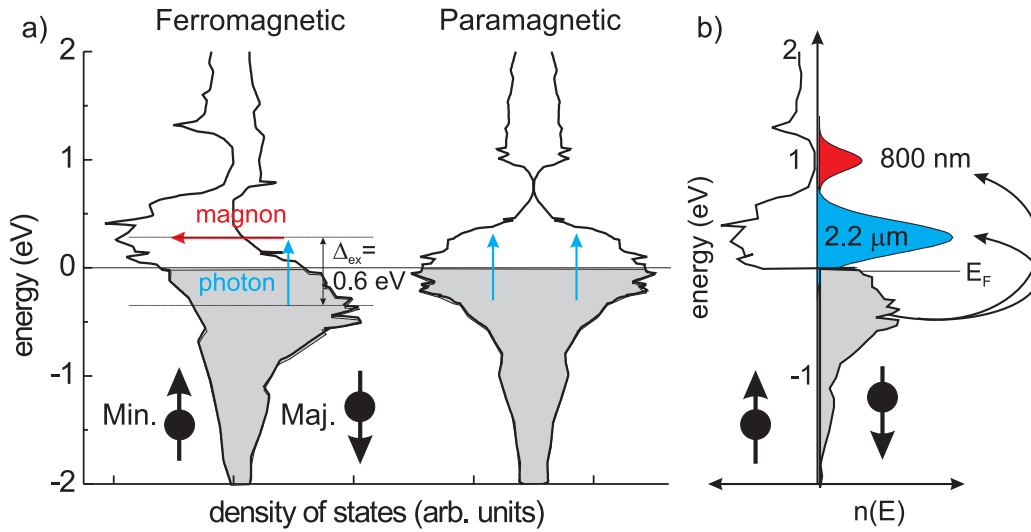 a)
Ferromagnetic
Paramagnetic
2
1
0
-1
-2
energy (eV)
magnon
photon
Δex=
0.6 eV
Min.
Maj.
density of states (arb. units)
b)
2
1
-1
energy (eV)
800 nm
2.2 μm
EF
n(E)